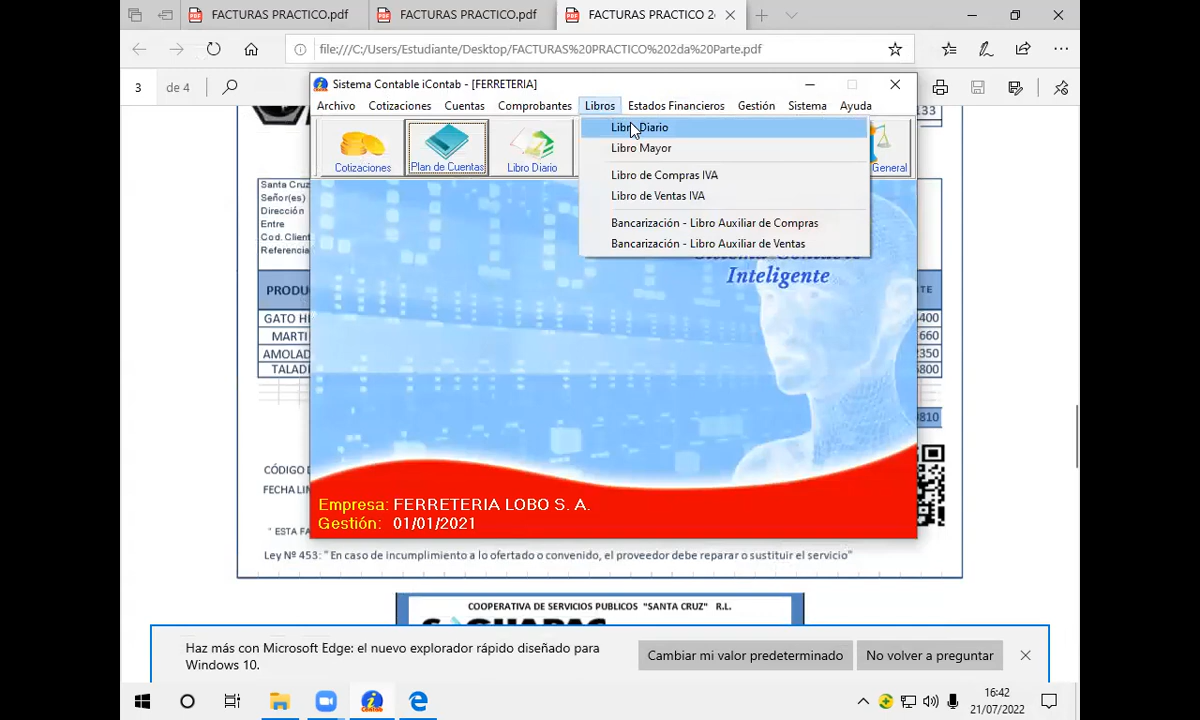 FACTURAS PRACTICO.pdf
FACTURAS PRACTICO.pdf
FACTURAS PRACTICO 2
file:///C:/Users/Estudiante/Desktop/FACTURAS%20PRACTICO%202da%20Parte.pdf
3 de 4
Sistema Contable iContab - [FERRETERIA]
Archivo Cotizaciones Cuentas Comprobantes Libros Estados Financieros Gestión Sistema Ayuda
133
Cotizaciones
Plan de Cuentas
Libro Diario
General
Libro Diario
Libro Mayor
Libro de Compras IVA
Libro de Ventas IVA
Bancarización - Libro Auxiliar de Compras
Bancarización - Libro Auxiliar de Ventas
Inteligente
Santa Cruz
Señor(es)
Dirección
Entre
Cod. Client
Referencia
PRODU
TE
GATO HI
400
MARTI
660
AMOLAD
2350
TALAD
800
810
CÓDIGO D
FECHA LIN
Empresa: FERRETERIA LOBO S. A.
Gestión: 01/01/2021
" ESTA FA
Ley Nº 453: " En caso de incumplimiento a lo ofertado o convenido, el proveedor debe reparar o sustituir el servicio"
COOPERATIVA DE SERVICIOS PUBLICOS "SANTA CRUZ" R.L.
Haz más con Microsoft Edge: el nuevo explorador rápido diseñado para
Windows 10.
Cambiar mi valor predeterminado
No volver a preguntar
16:42
21/07/2022